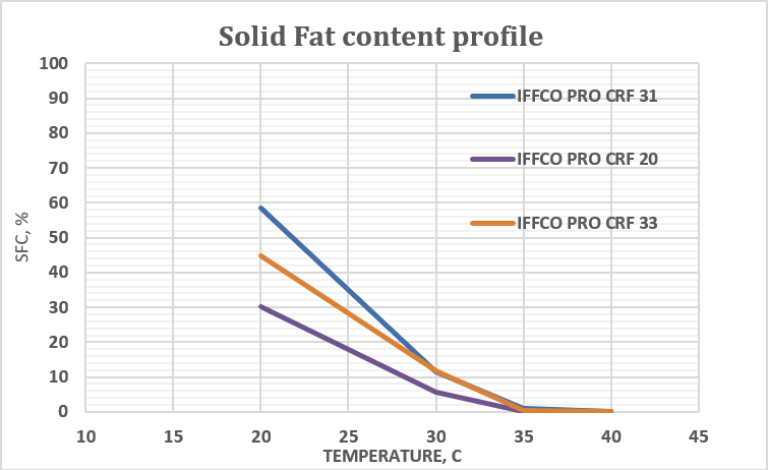 Solid Fat content profile
100
90
80
70
60
50
40
30
20
10
0
SFC, %
IFFCO PRO CRF 31
IFFCO PRO CRF 20
IFFCO PRO CRF 33
10 15 20 25 30 35 40 45
TEMPERATURE, C